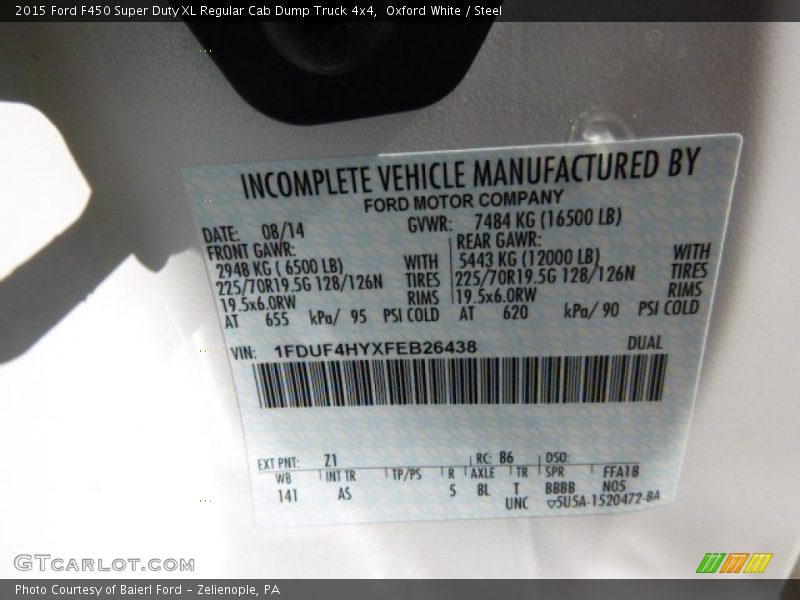 2015 Ford F450 Super Duty XL Regular Cab Dump Truck 4x4, Oxford White / Steel
INCOMPLETE VEHICLE MANUFACTURED BY
FORD MOTOR COMPANY
DATE: 08/14 GVWR: 7484 KG (16500 LB)
FRONT GAWR: REAR GAWR:
2948 KG ( 6500 LB) WITH 5443 KG (12000 LB) WITH
225/70R19.5G 128/126N TIRES 225/70R19.5G 128/126N TIRES
19.5x6.0RW RIMS 19.5x6.0RW RIMS
AT 655 kPa/ 95 PSI COLD AT 620 kPa/ 90 PSI COLD
VIN: 1FDUF4HYXFEB26438 DUAL
EXT PNT: Z1 RC: 86 DSO:
WB INT TR TP/PS R AXLE TR SPR FFA18
141 AS 5 8L T BBBB N05
UNC ▽5U5A-1520472-BA
GTCARLOT.COM
Photo Courtesy of Baierl Ford - Zelienople, PA